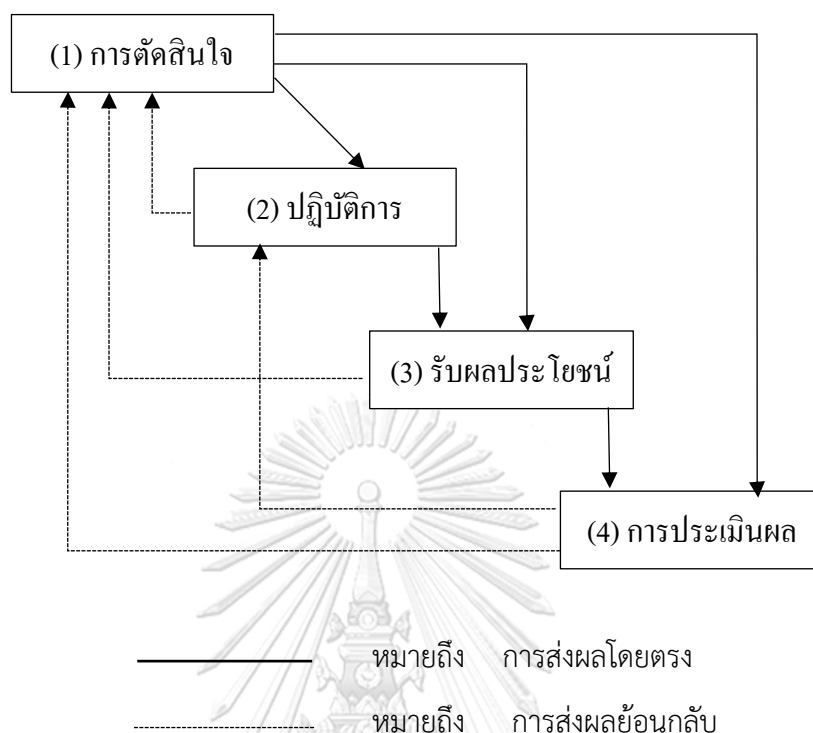 (1) การตัดสินใจ
(2) ปฏิบัติการ
(3) รับผลประโยชน์
(4) การประเมินผล
หมายถึง การส่งผลโดยตรง
หมายถึง การส่งผลย้อนกลับ